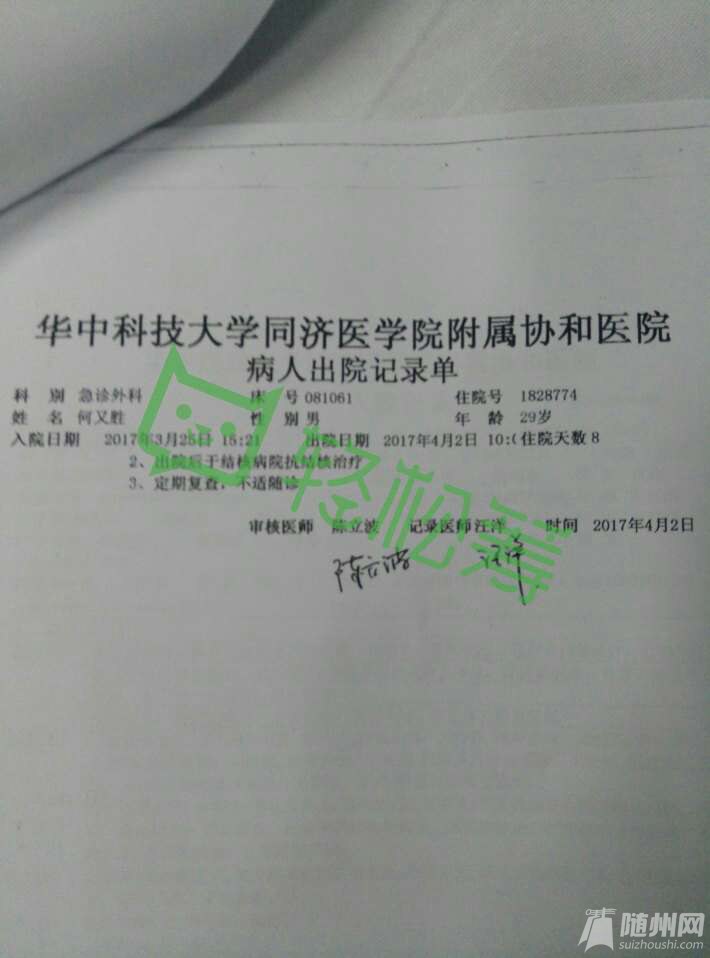 华中科技大学同济医学院附属协和医院
病人出院记录单
科 别 急诊外科 床 号 081061 住院号 1828774
姓 名 何又胜 性 别 男 年 龄 29岁
入院日期 2017年3月25日 15:21 出院日期 2017年4月2日 10:0 住院天数 8
2、出院后于结核病院抗结核治疗
3、定期复查，不适随诊
审核医师 陈立波 记录医师 汪洋 时间 2017年4月2日
陈立波 汪洋
轻松筹
随州网
suizhoushi.com